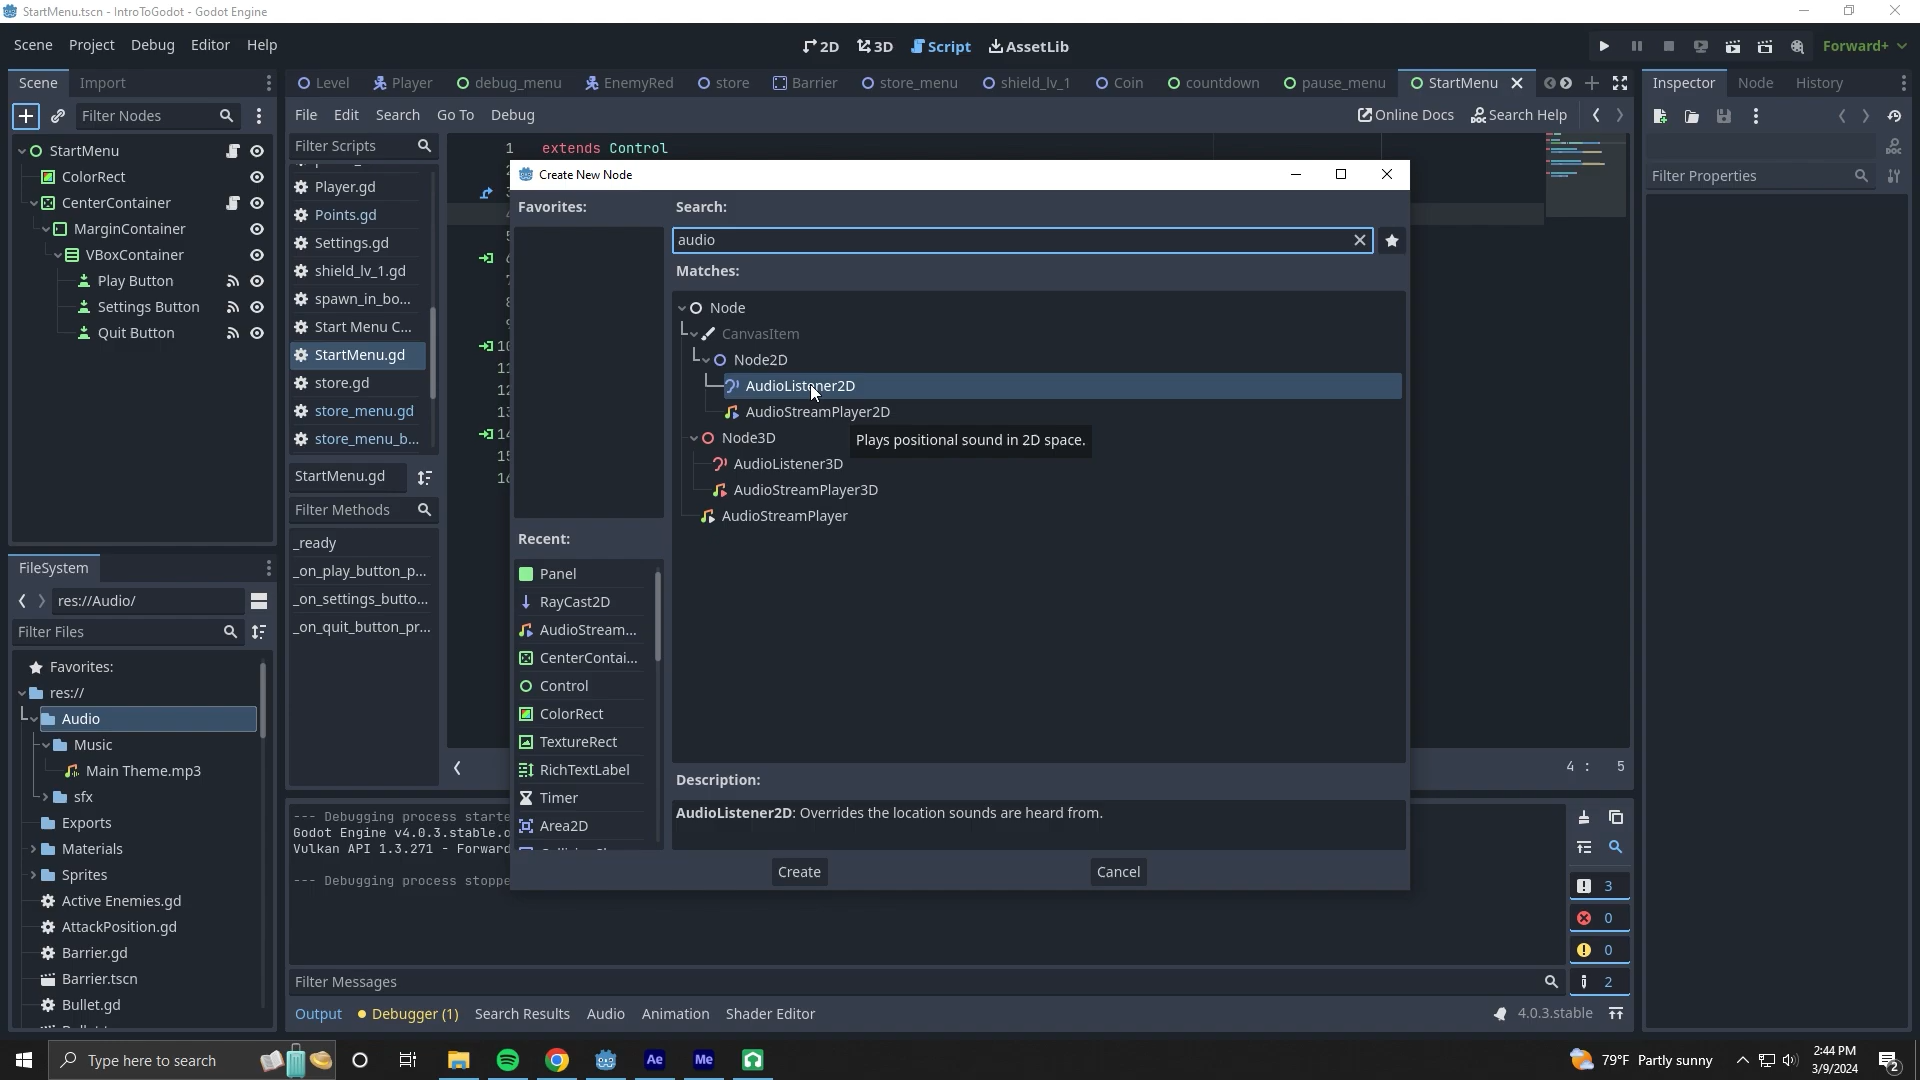 StartMenu.tscn - IntroToGodot - Godot Engine
Scene Project Debug Editor Help
2D 3D Script AssetLib
Forward+
Scene Import
Level Player debug_menu EnemyRed store Barrier store_menu shield_lv_1 Coin countdown pause_menu StartMenu
Inspector Node History
Filter Nodes
File Edit Search Go To Debug
Online Docs Search Help
Filter Scripts
1 extends Control
StartMenu
ColorRect
CenterContainer
MarginContainer
VBoxContainer
Play Button
Settings Button
Quit Button
Player.gd
Points.gd
Settings.gd
shield_lv_1.gd
spawn_in_bo...
Start Menu C...
StartMenu.gd
store.gd
store_menu.gd
store_menu_b...
StartMenu.gd
Filter Methods
_ready
_on_play_button_p...
_on_settings_butto...
_on_quit_button_pr...
Create New Node
Favorites:
Search:
audio
Matches:
Node
CanvasItem
Node2D
AudioListener2D
AudioStreamPlayer2D
Node3D
Plays positional sound in 2D space.
AudioListener3D
AudioStreamPlayer3D
AudioStreamPlayer
Recent:
Panel
RayCast2D
AudioStream...
CenterContai...
Control
ColorRect
TextureRect
RichTextLabel
Timer
Area2D
Description:
AudioListener2D: Overrides the location sounds are heard from.
Create Cancel
Filter Properties
4 : 5
FileSystem
res://Audio/
Filter Files
Favorites:
res://
Audio
Music
Main Theme.mp3
sfx
Exports
Materials
Sprites
Active Enemies.gd
AttackPosition.gd
Barrier.gd
Barrier.tscn
Bullet.gd
--- Debugging process starte
Godot Engine v4.0.3.stable.o
Vulkan API 1.3.271 - Forward
--- Debugging process stoppe
3
0
0
2
Filter Messages
Output Debugger (1) Search Results Audio Animation Shader Editor
4.0.3.stable
Type here to search
Ae Me
79°F Partly sunny
2:44 PM
3/9/2024
2